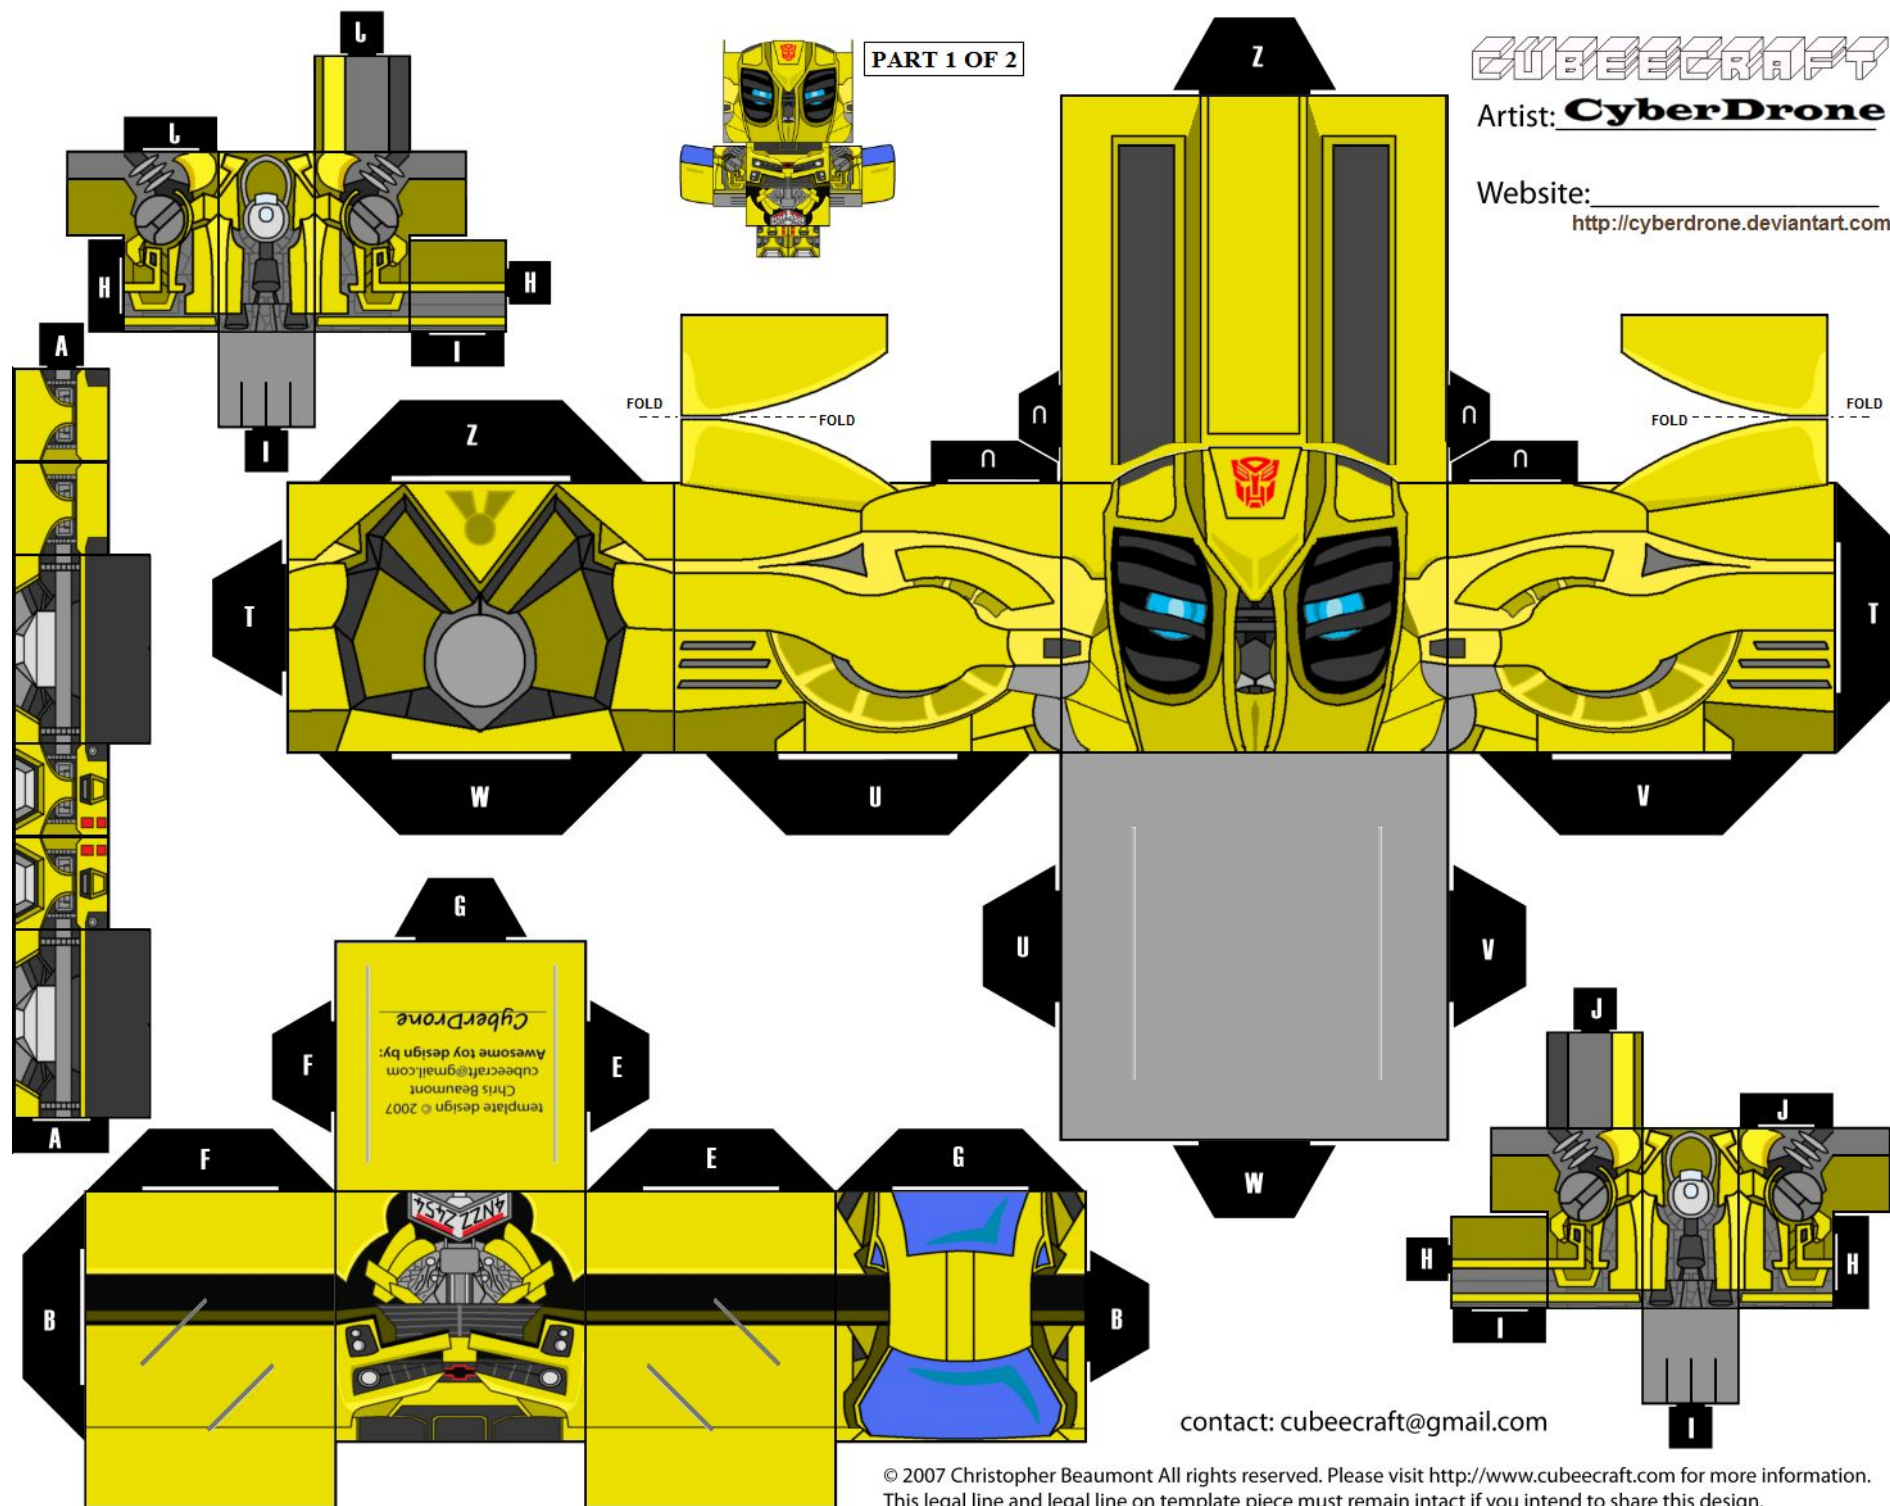 CUBEECRAFT
Artist: CyberDrone
Website:
http://cyberdrone.deviantart.com
PART 1 OF 2
J
J
H
H
I
I
A
Z
FOLD
FOLD
FOLD
FOLD
Z
U
U
U
U
T
T
W
U
V
U
V
W
G
F
E
CyberDrone
Awesome toy design by:
cubeecraft@gmail.com
Chris Beaumont
template design © 2007
A
F
E
G
B
B
4NZZ454
J
J
H
H
I
I
contact: cubeecraft@gmail.com
© 2007 Christopher Beaumont All rights reserved. Please visit http://www.cubeecraft.com for more information.
This legal line and legal line on template piece must remain intact if you intend to share this design.